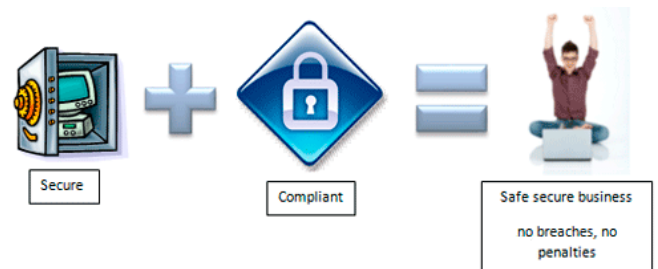 Secure
Compliant
Safe secure business
no breaches, no
penalties